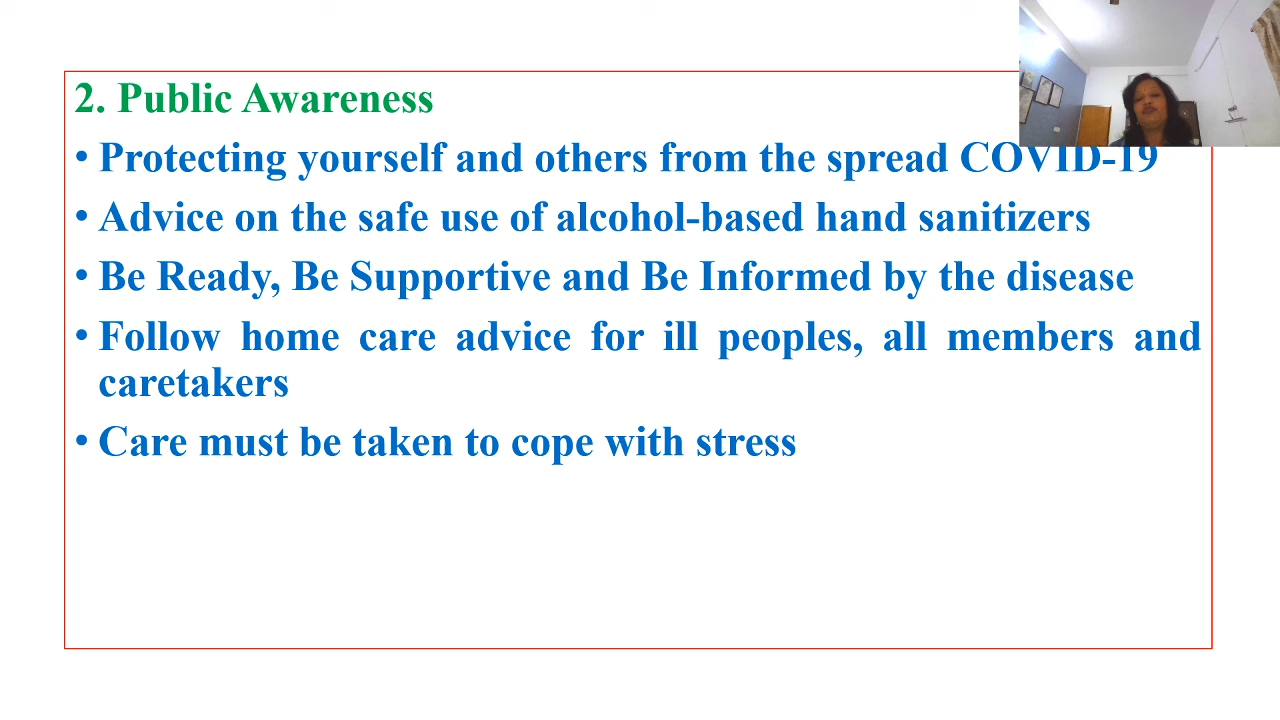 2. Public Awareness
• Protecting yourself and others from the spread COVID-19
• Advice on the safe use of alcohol-based hand sanitizers
• Be Ready, Be Supportive and Be Informed by the disease
• Follow home care advice for ill peoples, all members and
caretakers
• Care must be taken to cope with stress